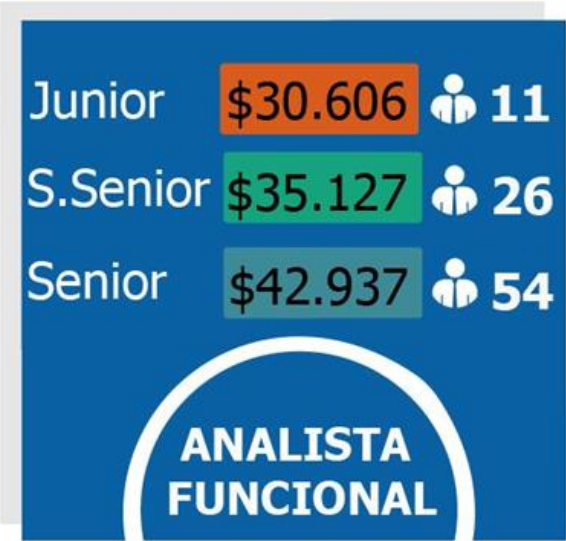 Junior $30.606 11
S.Senior $35.127 26
Senior $42.937 54
ANALISTA
FUNCIONAL